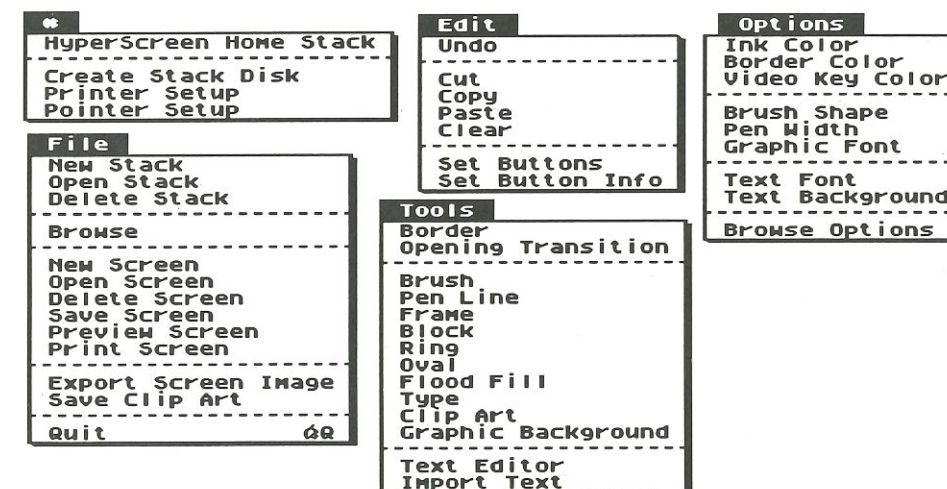 HyperScreen Home Stack
Create Stack Disk
Printer Setup
Pointer Setup
File
New Stack
Open Stack
Delete Stack
Browse
New Screen
Open Screen
Delete Screen
Save Screen
Preview Screen
Print Screen
Export Screen Image
Save Clip Art
Quit Q
Edit
Undo
Cut
Copy
Paste
Clear
Set Buttons
Set Button Info
Tools
Border
Opening Transition
Brush
Pen Line
Frame
Block
Ring
Oval
Flood Fill
Type
Clip Art
Graphic Background
Text Editor
Import Text
Options
Ink Color
Border Color
Video Key Color
Brush Shape
Pen Width
Graphic Font
Text Font
Text Background
Browse Options